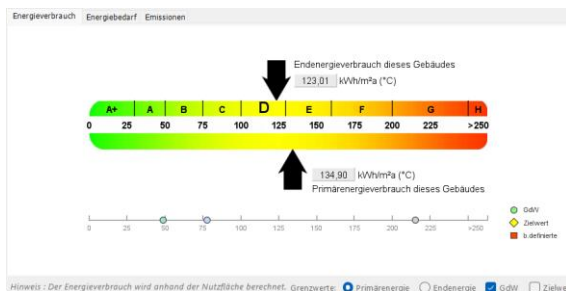 Energieverbrauch Energiebedarf Emissionen
Endenergieverbrauch dieses Gebäudes
123,01 kWh/m²a (°C)
A+ A B C D E F G H
0 25 50 75 100 125 150 175 200 225 >250
134,90 kWh/m²a (°C)
Primärenergieverbrauch dieses Gebäudes
0 25 50 75 100 125 150 175 200 225 >250
GdW
Zielwert
b.definierte
Hinweis : Der Energieverbrauch wird anhand der Nutzfläche berechnet. Grenzwerte: Primärenergie Endenergie GdW Zielwe